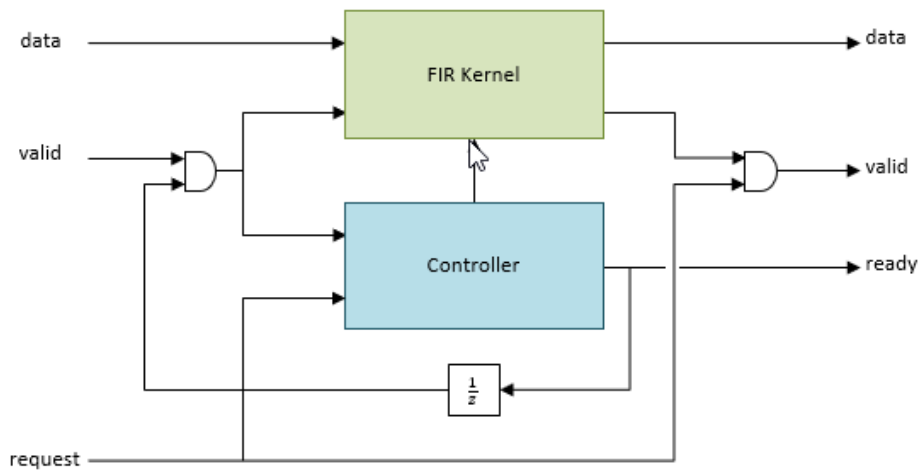 data
FIR Kernel
data
valid
valid
Controller
ready
1
z
request